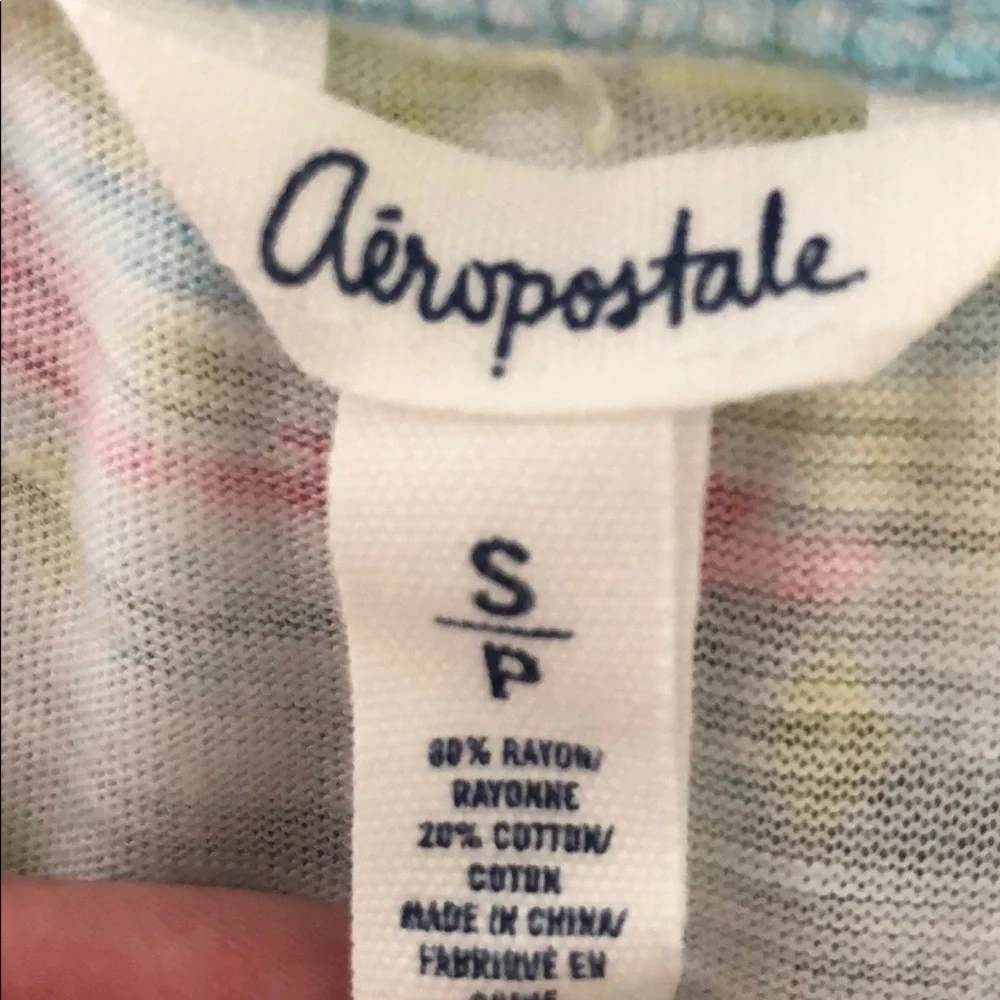 Aéropostale
S
P
80% RAYON/
RAYONNE
20% COTTON/
COTON
MADE IN CHINA/
FABRIQUÉ EN